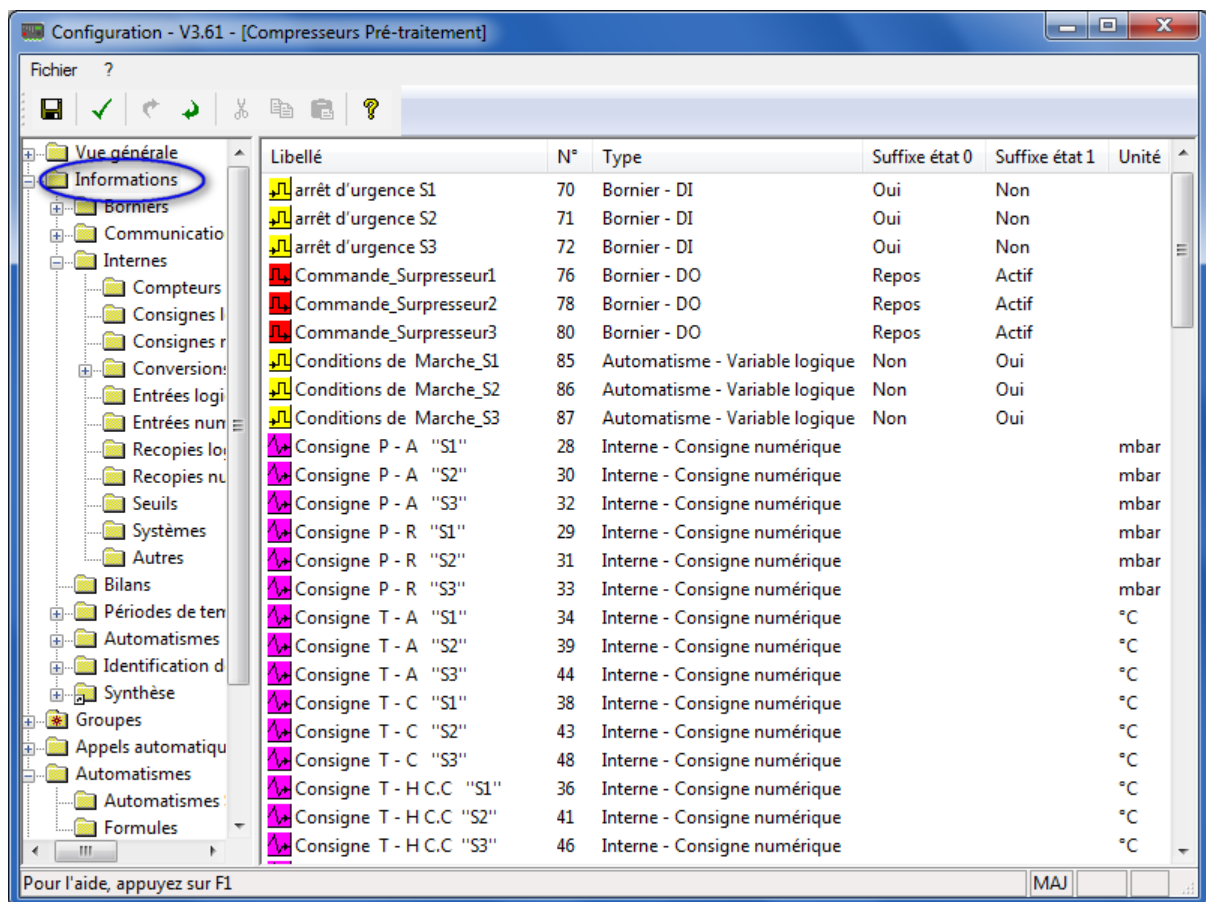 Configuration - V3.61 - [Compresseurs Pré-traitement]
Fichier ?
Vue générale
Informations
Borniers
Communicatio
Internes
Compteurs
Consignes l
Consignes r
Conversions
Entrées logi
Entrées num
Recopies lo
Recopies nu
Seuils
Systèmes
Autres
Bilans
Périodes de tem
Automatismes
Identification d
Synthèse
Groupes
Appels automatiqu
Automatismes
Automatismes
Formules
Libellé N° Type Suffixe état 0 Suffixe état 1 Unité
arrêt d'urgence S1 70 Bornier - DI Oui Non
arrêt d'urgence S2 71 Bornier - DI Oui Non
arrêt d'urgence S3 72 Bornier - DI Oui Non
Commande_Surpresseur1 76 Bornier - DO Repos Actif
Commande_Surpresseur2 78 Bornier - DO Repos Actif
Commande_Surpresseur3 80 Bornier - DO Repos Actif
Conditions de Marche_S1 85 Automatisme - Variable logique Non Oui
Conditions de Marche_S2 86 Automatisme - Variable logique Non Oui
Conditions de Marche_S3 87 Automatisme - Variable logique Non Oui
Consigne P - A "S1" 28 Interne - Consigne numérique mbar
Consigne P - A "S2" 30 Interne - Consigne numérique mbar
Consigne P - A "S3" 32 Interne - Consigne numérique mbar
Consigne P - R "S1" 29 Interne - Consigne numérique mbar
Consigne P - R "S2" 31 Interne - Consigne numérique mbar
Consigne P - R "S3" 33 Interne - Consigne numérique mbar
Consigne T - A "S1" 34 Interne - Consigne numérique °C
Consigne T - A "S2" 39 Interne - Consigne numérique °C
Consigne T - A "S3" 44 Interne - Consigne numérique °C
Consigne T - C "S1" 38 Interne - Consigne numérique °C
Consigne T - C "S2" 43 Interne - Consigne numérique °C
Consigne T - C "S3" 48 Interne - Consigne numérique °C
Consigne T - H C.C "S1" 36 Interne - Consigne numérique °C
Consigne T - H C.C "S2" 41 Interne - Consigne numérique °C
Consigne T - H C.C "S3" 46 Interne - Consigne numérique °C
Pour l'aide, appuyez sur F1 MAJ